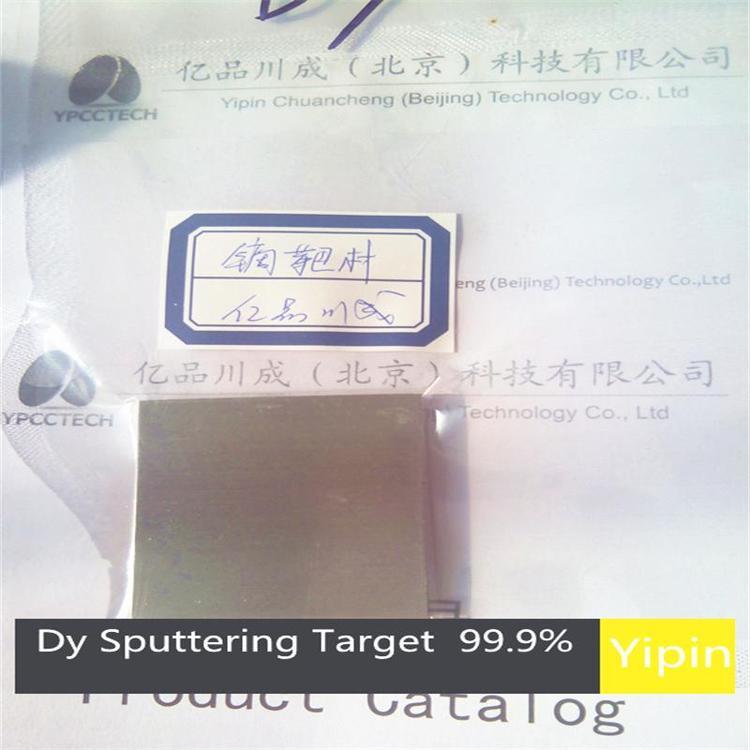 亿品川成（北京）科技有限公司
Yipin Chuancheng (Beijing) Technology Co., Ltd
YPCCTECH
镝靶材
eng (Beijing) Technology Co.,Ltd
亿品川成
亿品川成（北京）科技有限公司
YPCCTECH
Technology Co., Ltd
Dy Sputtering Target 99.9%
Yipin
Product Catalog